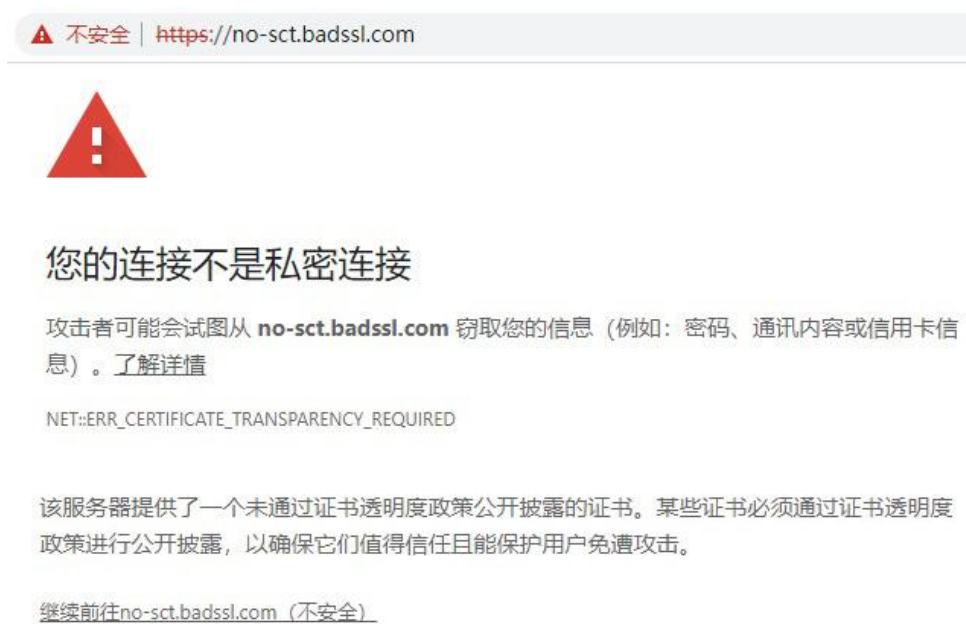 不安全 | https://no-sct.badssl.com
您的连接不是私密连接
攻击者可能会试图从 no-sct.badssl.com 窃取您的信息（例如：密码、通讯内容或信用卡信
息）。了解详情
NET::ERR_CERTIFICATE_TRANSPARENCY_REQUIRED
该服务器提供了一个未通过证书透明度政策公开披露的证书。某些证书必须通过证书透明度
政策进行公开披露，以确保它们值得信任且能保护用户免遭攻击。
继续前往no-sct.badssl.com（不安全）